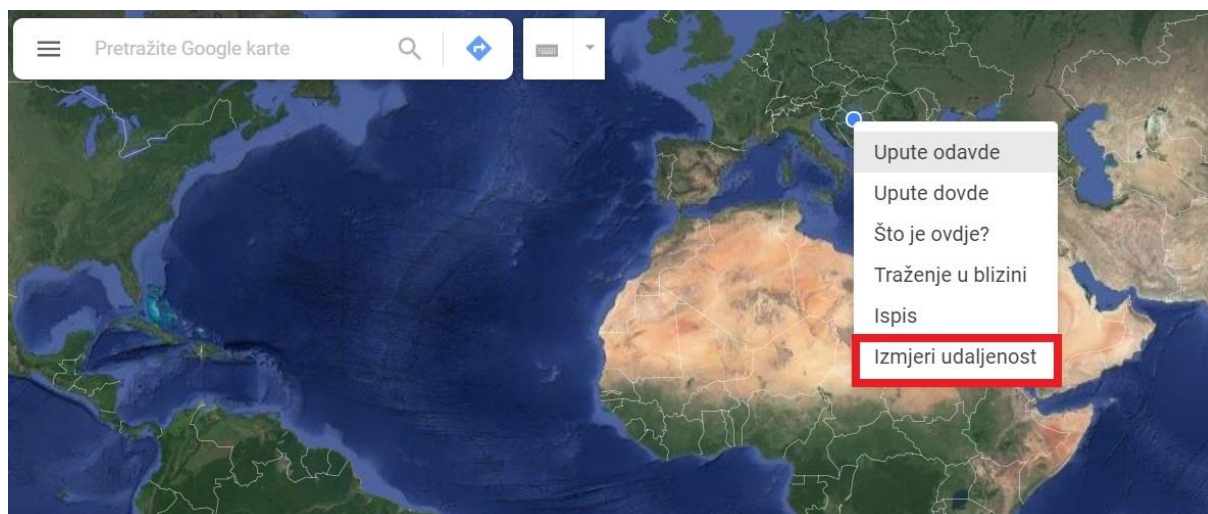 Pretražite Google karte
Upute odavde
Upute dovde
Što je ovdje?
Traženje u blizini
Ispis
Izmjeri udaljenost